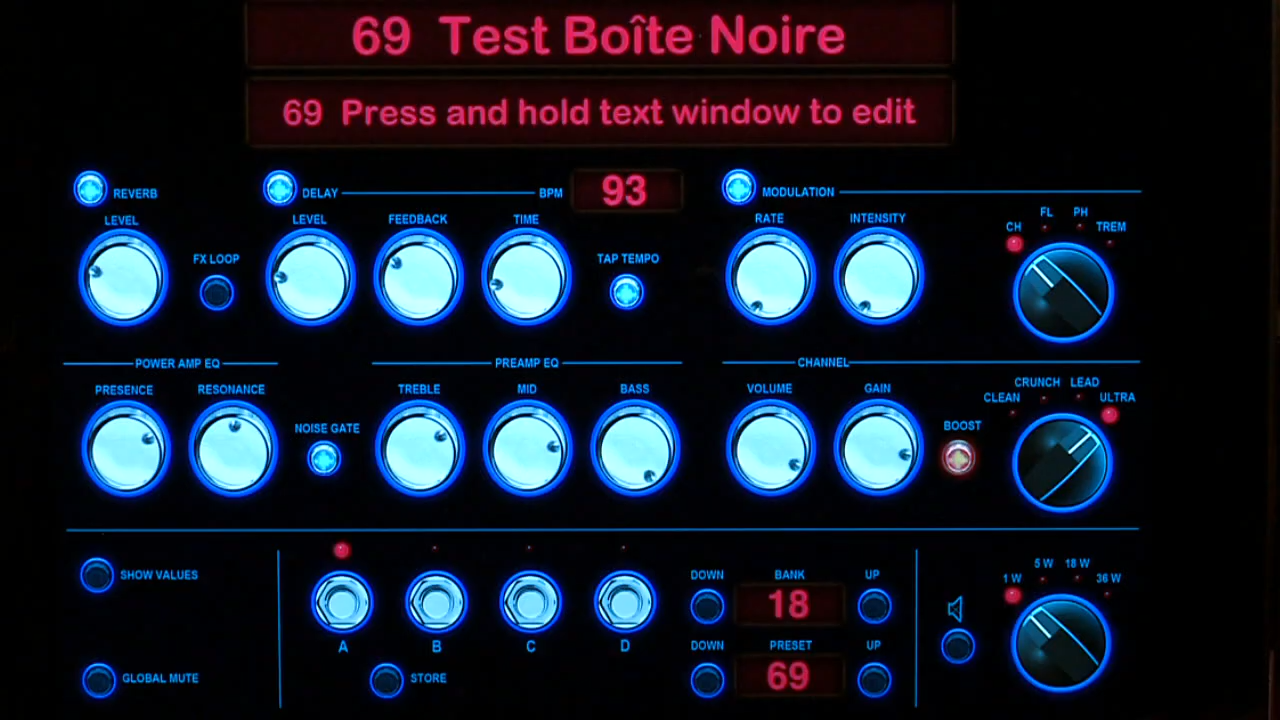 69 Test Boîte Noire
69 Press and hold text window to edit
REVERB
DELAY
BPM
93
MODULATION
LEVEL
FX LOOP
LEVEL
FEEDBACK
TIME
TAP TEMPO
RATE
INTENSITY
CH
FL
PH
TREM
POWER AMP EQ
PREAMP EQ
CHANNEL
PRESENCE
RESONANCE
NOISE GATE
TREBLE
MID
BASS
VOLUME
GAIN
BOOST
CLEAN
CRUNCH
LEAD
ULTRA
SHOW VALUES
GLOBAL MUTE
A
B
C
D
STORE
DOWN
BANK
UP
18
DOWN
PRESET
UP
69
1 W
5 W
18 W
36 W